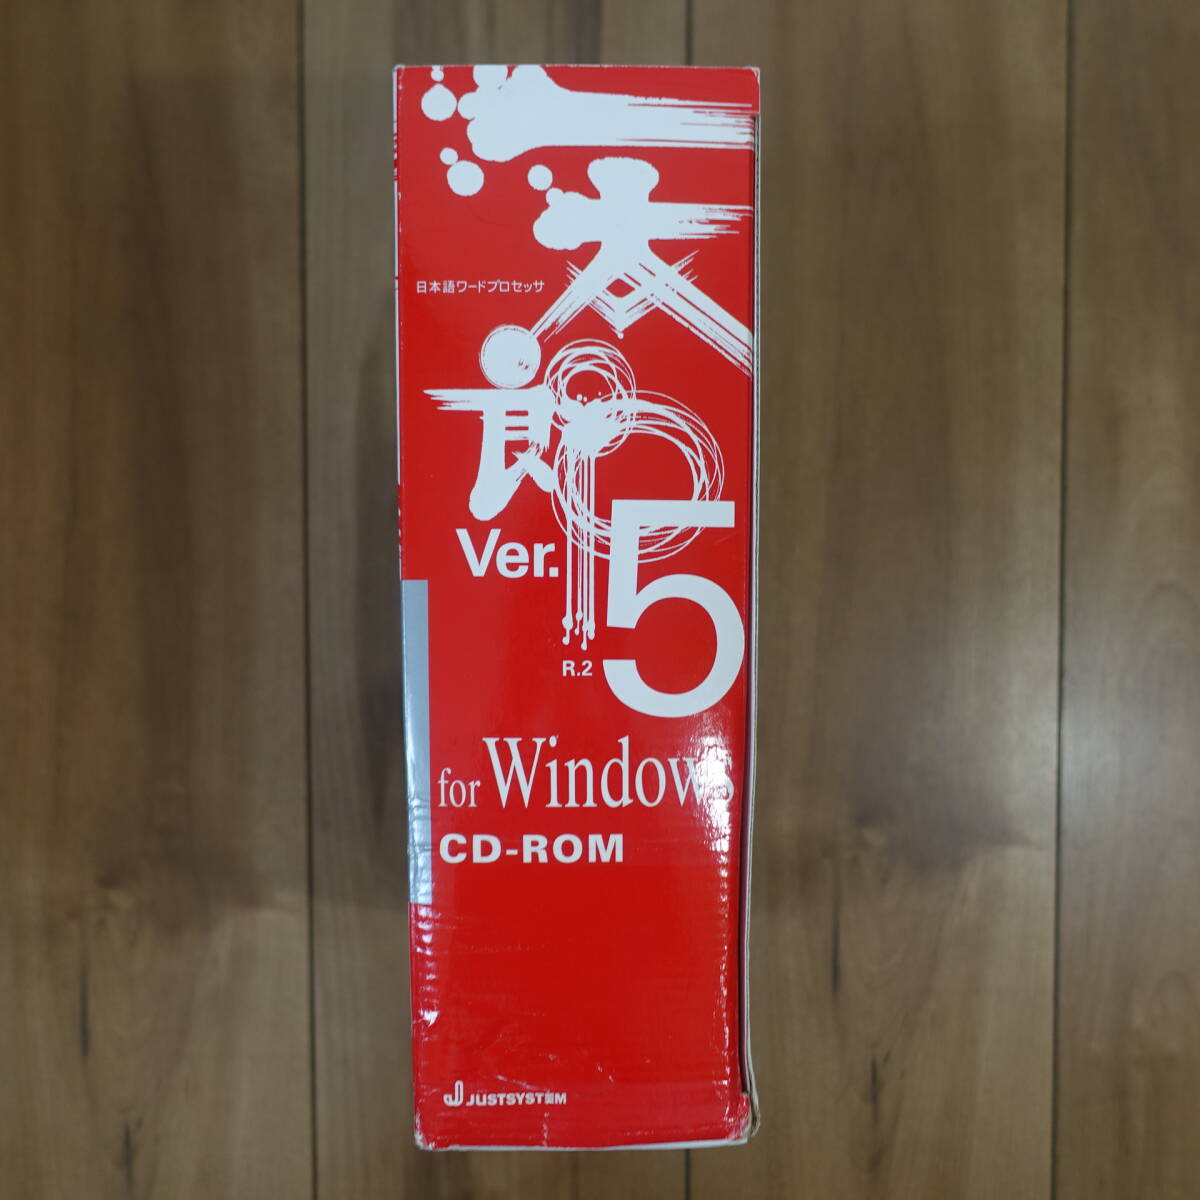 一太郎
日本語ワードプロセッサ
Ver.5
R.2
for Windows
CD-ROM
JUSTSYSTEM